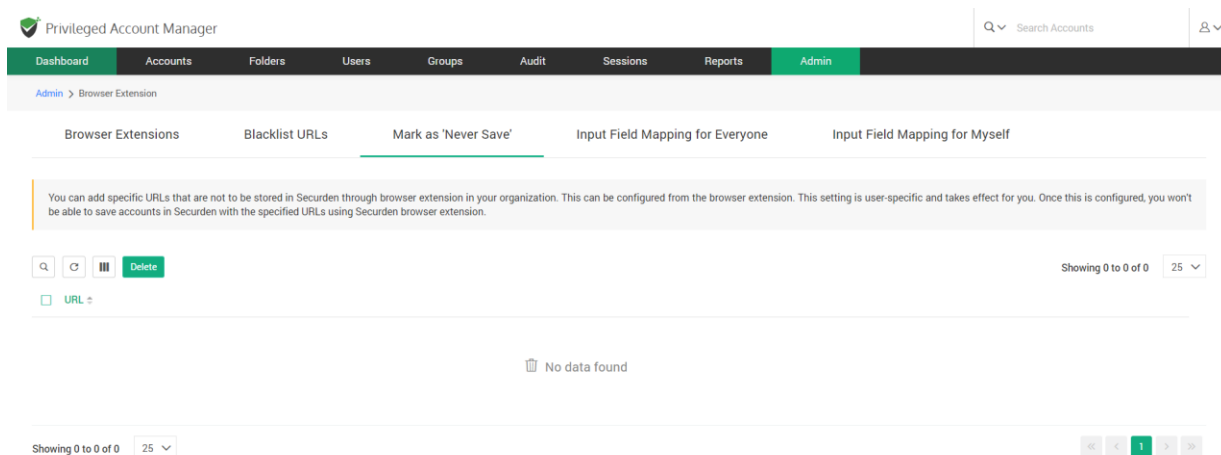 Privileged Account Manager
Search Accounts
Dashboard Accounts Folders Users Groups Audit Sessions Reports Admin
Admin > Browser Extension
Browser Extensions Blacklist URLs Mark as 'Never Save' Input Field Mapping for Everyone Input Field Mapping for Myself
You can add specific URLs that are not to be stored in Securden through browser extension in your organization. This can be configured from the browser extension. This setting is user-specific and takes effect for you. Once this is configured, you won't
be able to save accounts in Securden with the specified URLs using Securden browser extension.
Delete Showing 0 to 0 of 0 25
URL
No data found
Showing 0 to 0 of 0 25 « < 1 > »